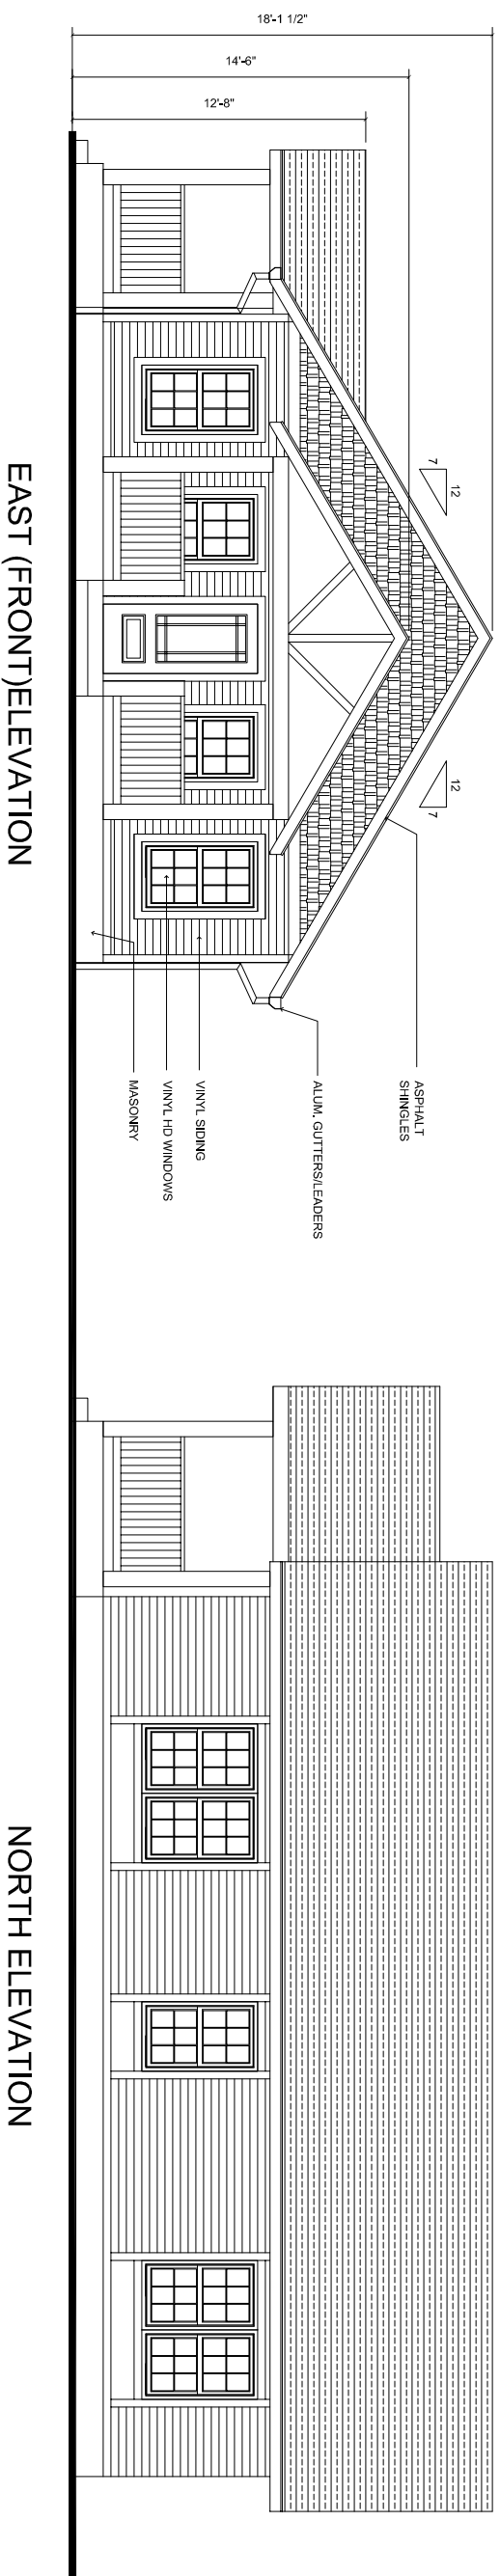 18'-1 1/2"
14'-6"
12'-8"
12
7
12
7
ASPHALT
SHINGLES
ALUM. GUTTERS/LEADERS
VINYL SIDING
VINYL HD WINDOWS
MASONRY
EAST (FRONT)ELEVATION
NORTH ELEVATION